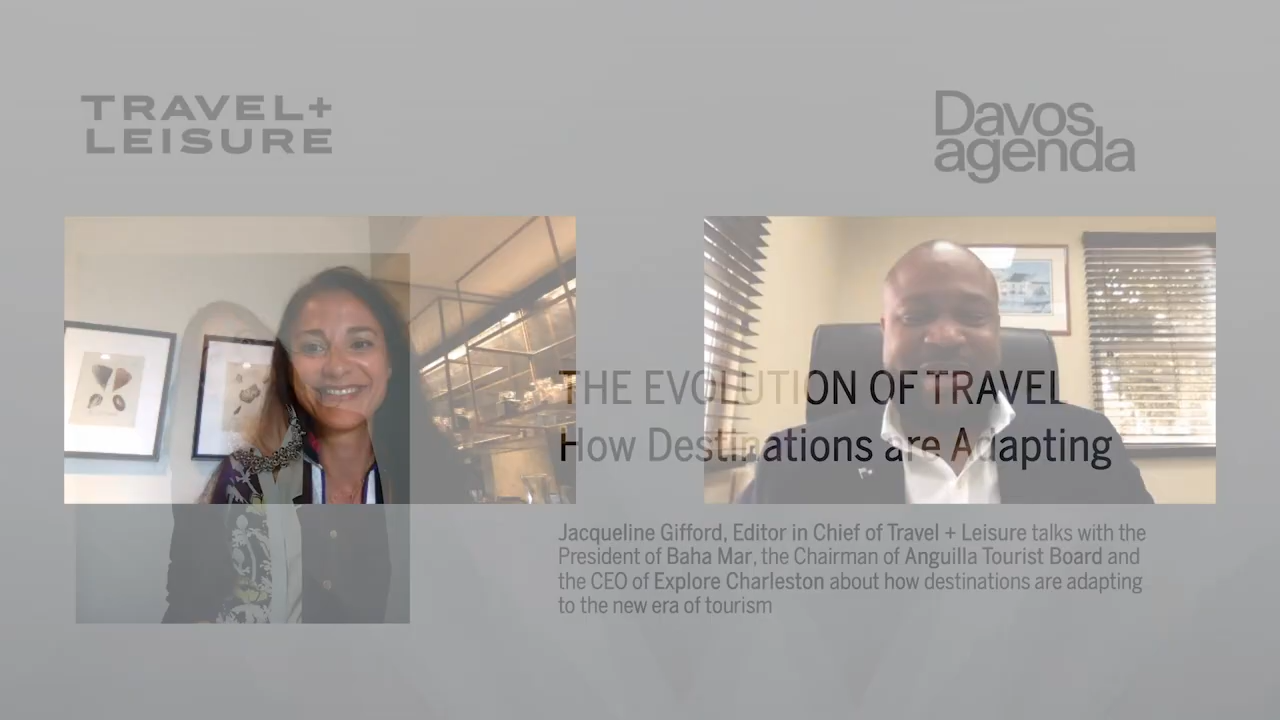 TRAVEL+
LEISURE
Davos
agenda
THE EVOLUTION OF TRAVEL
How Destinations are Adapting
Jacqueline Gifford, Editor in Chief of Travel + Leisure talks with the
President of Baha Mar, the Chairman of Anguilla Tourist Board and
the CEO of Explore Charleston about how destinations are adapting
to the new era of tourism